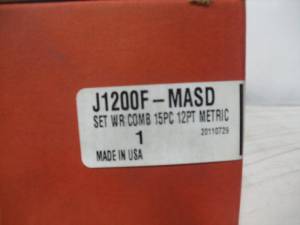 J1200F-MASD
SET WR COMB 15PC 12PT METRIC
1
20110729
MADE IN USA